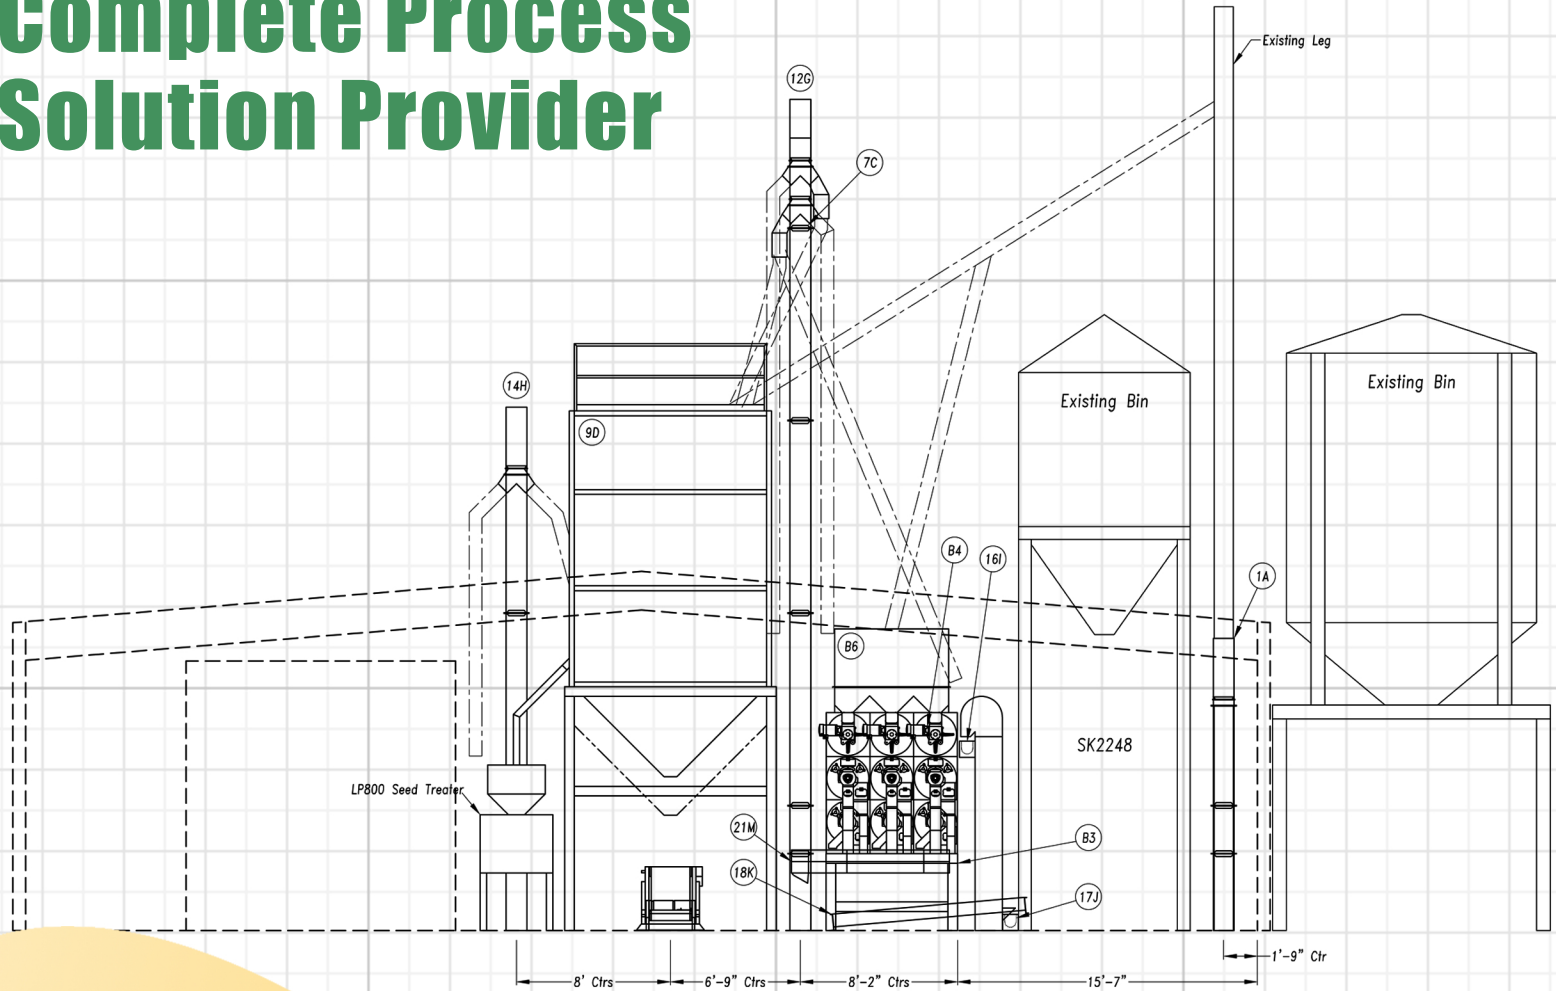 Complete Process
Solution Provider
Existing Leg
12G
7C
14H
Existing Bin
Existing Bin
9D
B4
16I
1A
B6
SK2248
LP800 Seed Treater
21M
B3
18K
17J
1'-9" Ctr
8' Ctrs
6'-9" Ctrs
8'-2" Ctrs
15'-7"